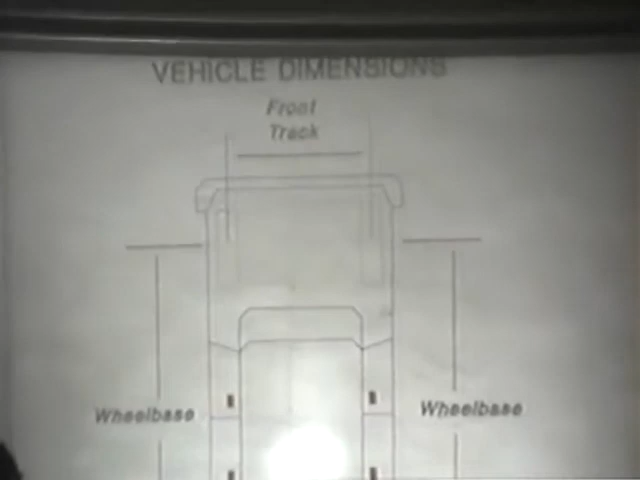 VEHICLE DIMENSIONS
Front
Track
Wheelbase
Wheelbase